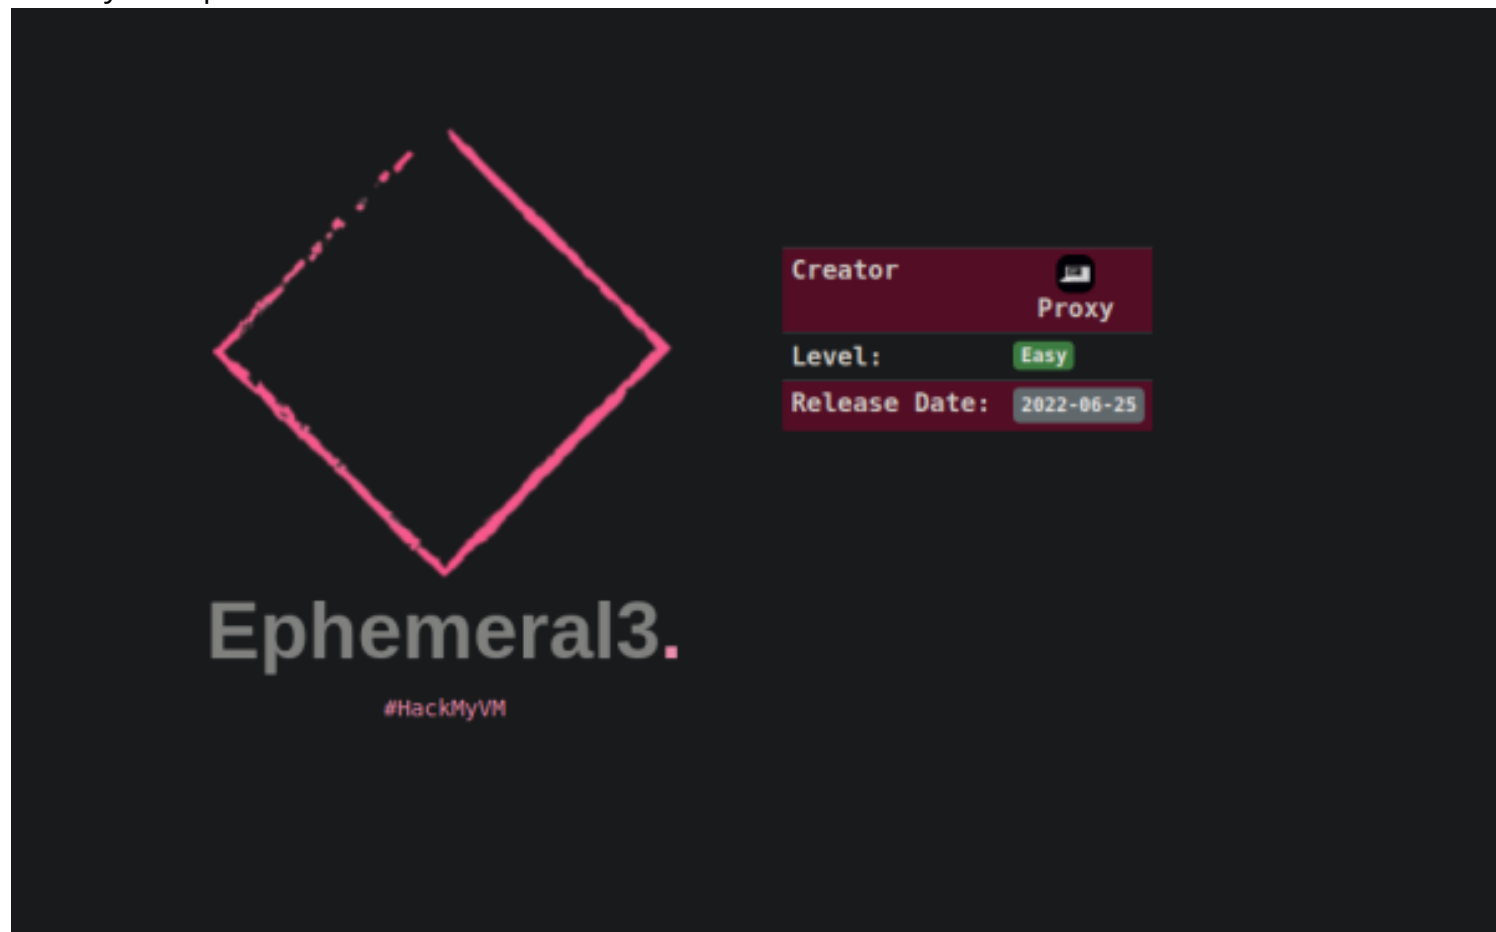 Creator
Proxy
Level: Easy
Release Date: 2022-06-25
Ephemeral3.
#HackMyVM